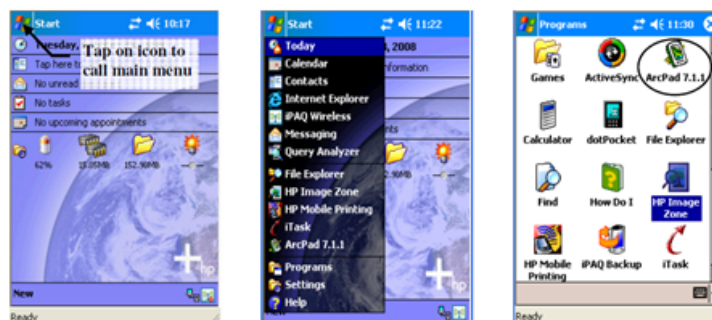 Start 10:17
Tuesday,
Tap on icon to
call main menu
Tap here t
No unread
No tasks
No upcoming appointments
62% 15.05MB 152.90MB
hp
New
Ready
Start 11:22
Today
, 2008
Calendar
formation
Contacts
Internet Explorer
iPAQ Wireless
nts
Messaging
Query Analyzer
File Explorer
2.90MB
HP Image Zone
HP Mobile Printing
iTask
ArcPad 7.1.1
Programs
hp
Settings
Help
Programs 11:30
Games ActiveSync ArcPad 7.1.1
Calculator dotPocket File Explorer
Find How Do I HP Image
Zone
HP Mobile iPAQ Backup iTask
Printing
Ready